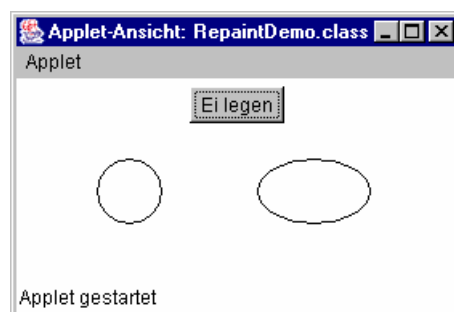 Applet-Ansicht: RepaintDemo.class
Applet
Ei legen
Applet gestartet